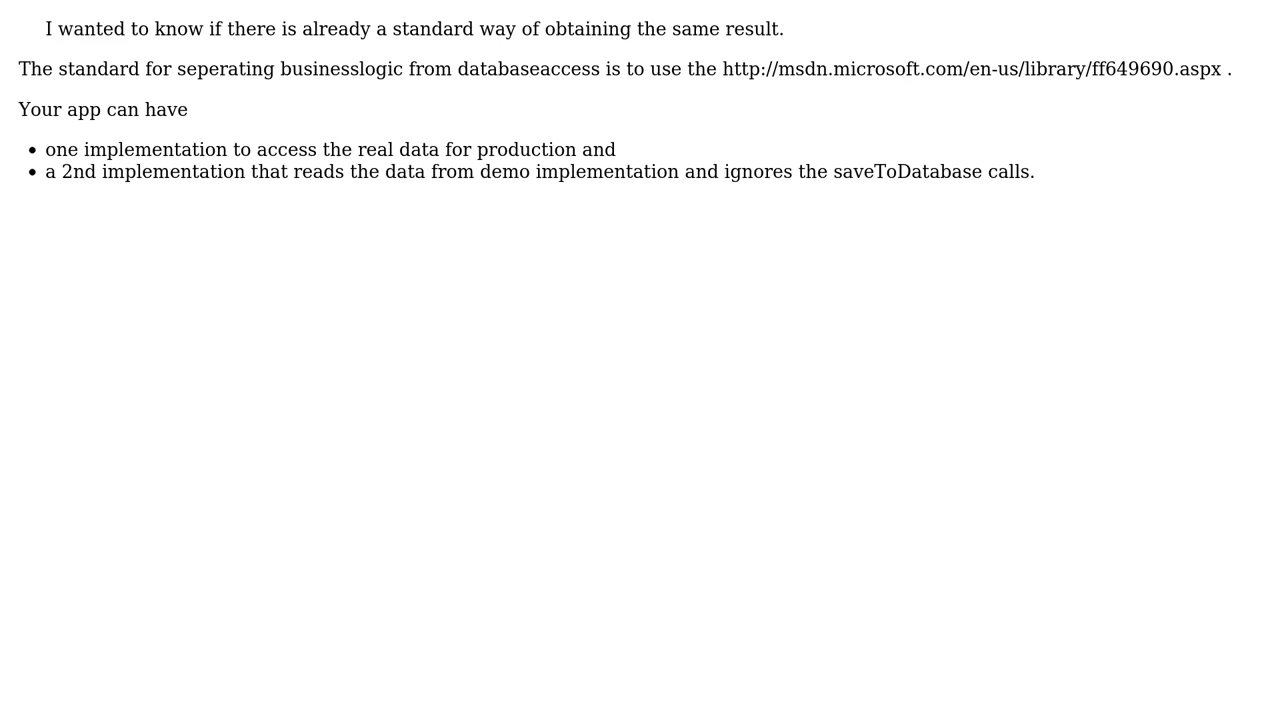 I wanted to know if there is already a standard way of obtaining the same result.
The standard for seperating businesslogic from databaseaccess is to use the http://msdn.microsoft.com/en-us/library/ff649690.aspx .
Your app can have
• one implementation to access the real data for production and
• a 2nd implementation that reads the data from demo implementation and ignores the saveToDatabase calls.